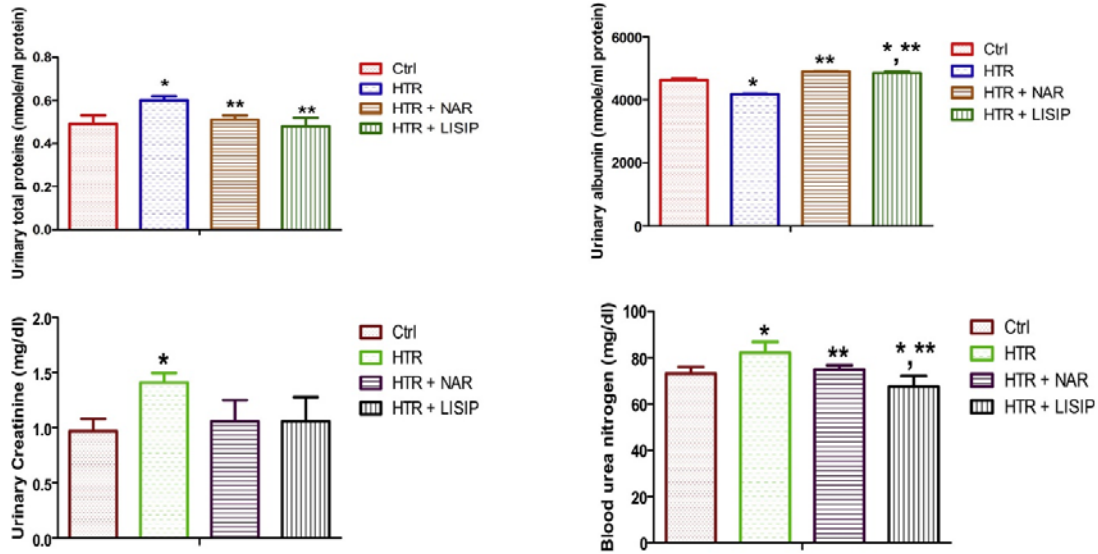 Urinary total proteins (nmole/ml protein)
0.8
0.6
0.4
0.2
0.0
*
**
**
Ctrl
HTR
HTR + NAR
HTR + LISIP
Urinary albumin (nmole/ml protein)
6000
4000
2000
0
*
**
*,**
Ctrl
HTR
HTR + NAR
HTR + LISIP
Urinary Creatininine (mg/dl)
2.0
1.5
1.0
0.5
0.0
*
Ctrl
HTR
HTR + NAR
HTR + LISIP
Blood urea nitrogen (mg/dl)
100
80
60
40
20
0
*
**
*,**
Ctrl
HTR
HTR + NAR
HTR + LISIP